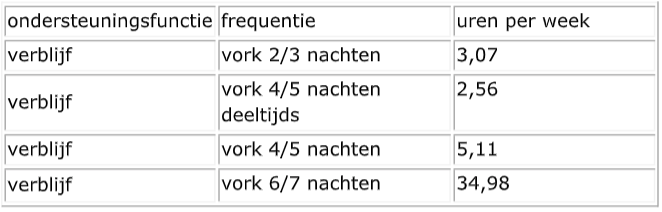 ondersteuningsfunctie frequentie uren per week
verblijf vork 2/3 nachten 3,07
verblijf vork 4/5 nachten deeltijds 2,56
verblijf vork 4/5 nachten 5,11
verblijf vork 6/7 nachten 34,98